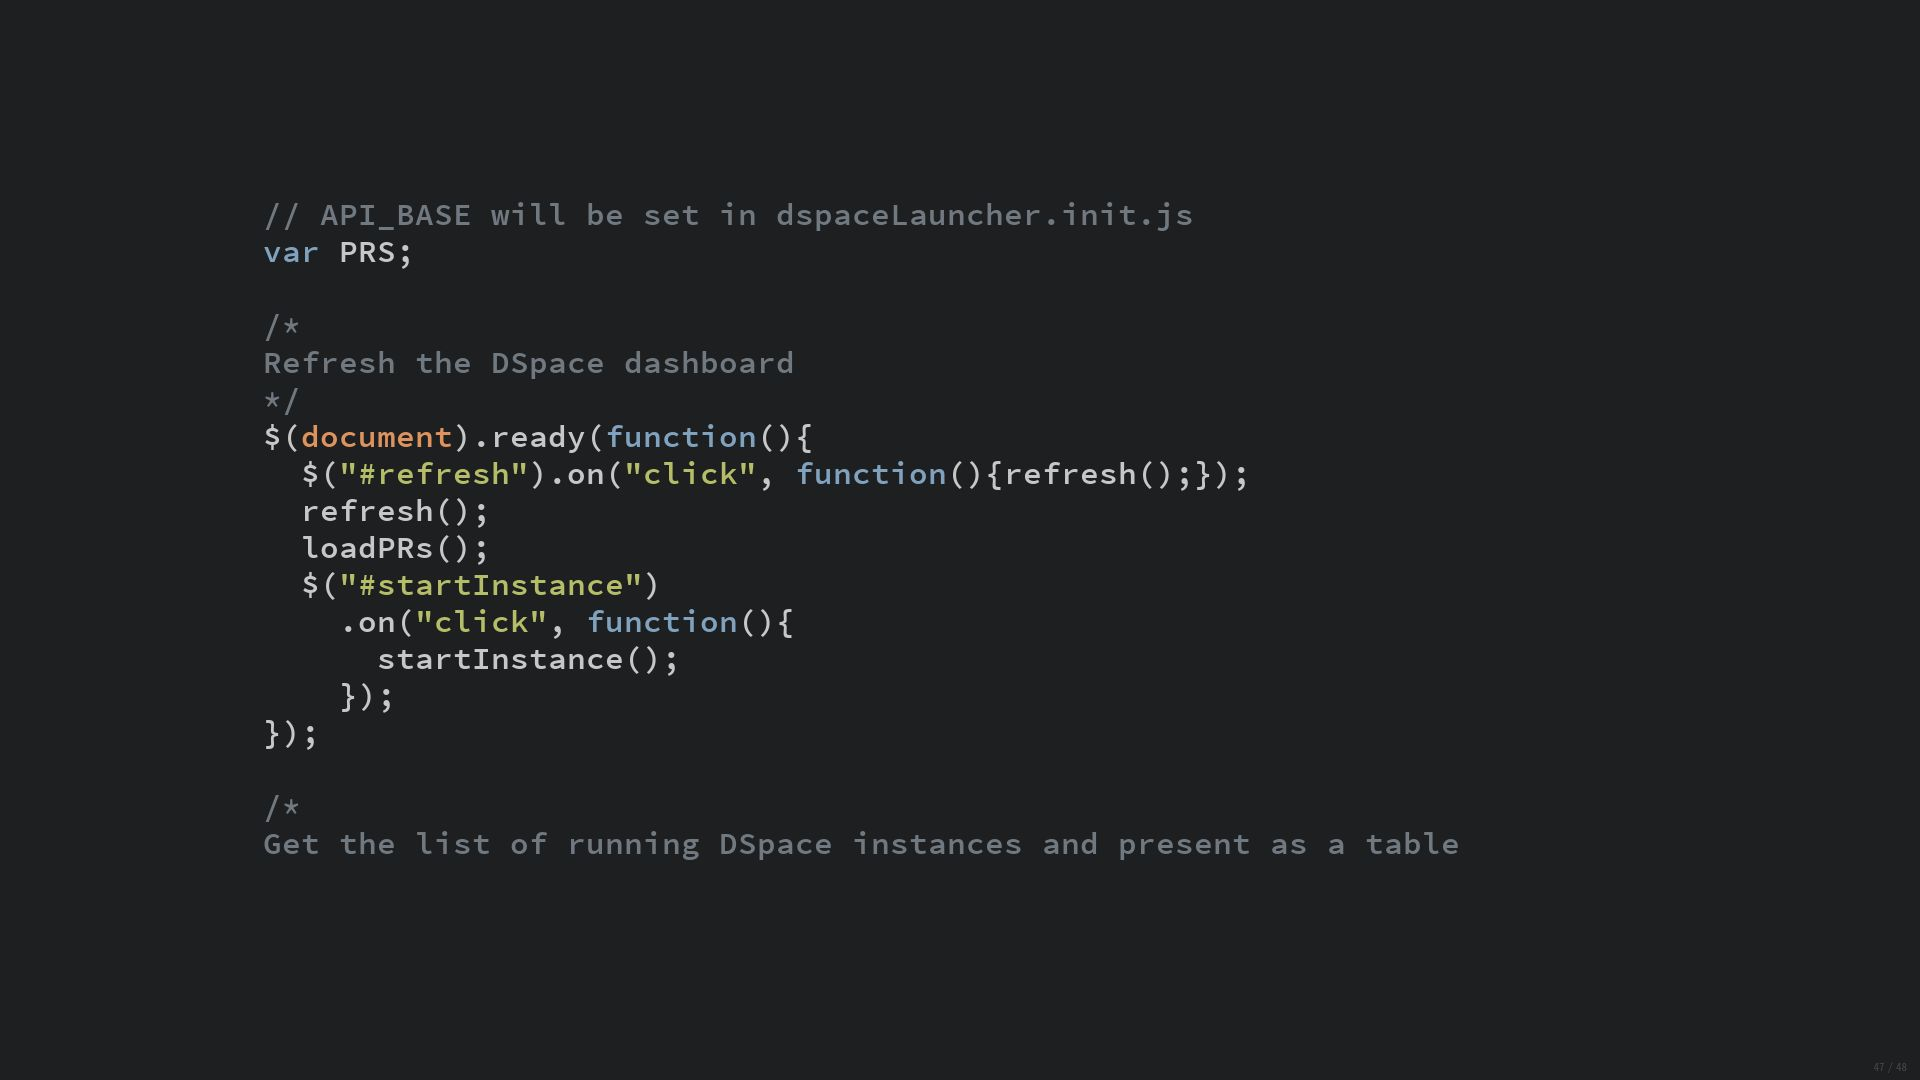 // API_BASE will be set in dspaceLauncher.init.js
var PRS;

/*
Refresh the DSpace dashboard
*/
$(document).ready(function(){
  $("#refresh").on("click", function(){refresh();});
  refresh();
  loadPRs();
  $("#startInstance")
    .on("click", function(){
      startInstance();
    });
});

/*
Get the list of running DSpace instances and present as a table
47 / 48